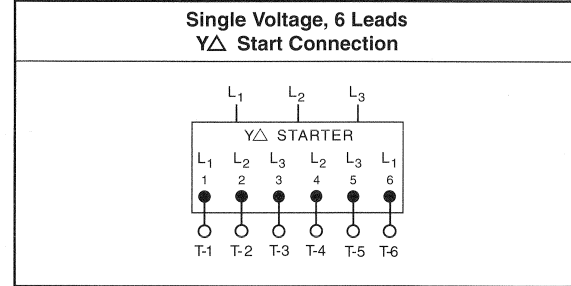 Single Voltage, 6 Leads
Y△ Start Connection
L₁ L₂ L₃
Y△ STARTER
L₁ L₂ L₃ L₂ L₃ L₁
1 2 3 4 5 6
T-1 T-2 T-3 T-4 T-5 T-6